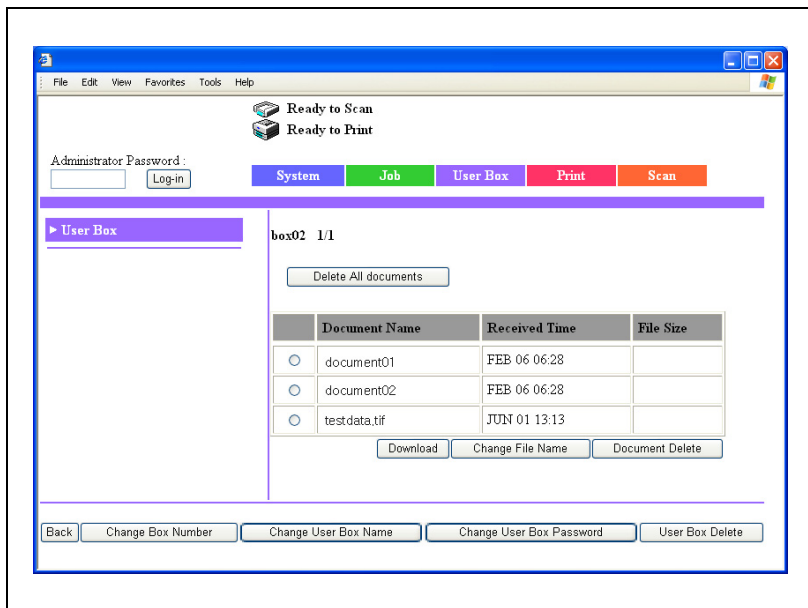 File Edit View Favorites Tools Help
Ready to Scan
Ready to Print
Administrator Password :
Log-in
System Job User Box Print Scan
User Box
box02 1/1
Delete All documents
Document Name Received Time File Size
document01 FEB 06 06:28
document02 FEB 06 06:28
testdata,tif JUN 01 13:13
Download Change File Name Document Delete
Back Change Box Number Change User Box Name Change User Box Password User Box Delete